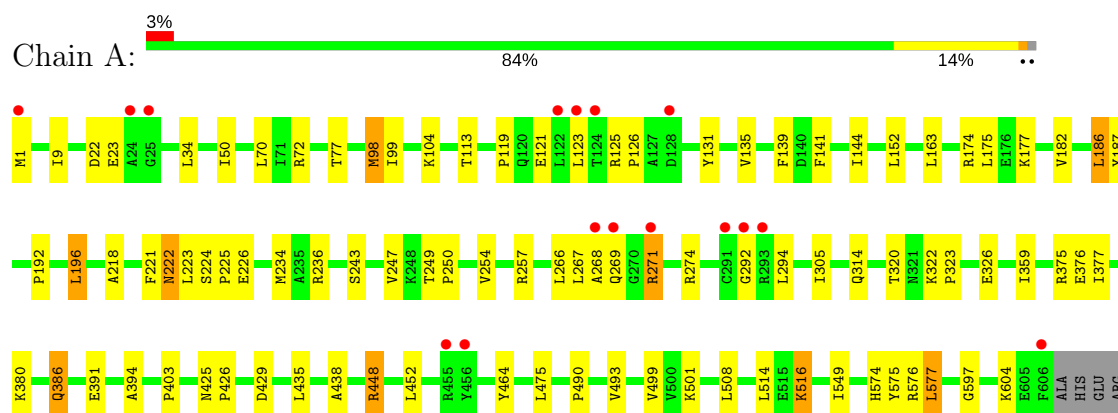 3%
Chain A:
84% 14% ••
M1 I9 D22 E23 A24 G25 L34 I50 L70 I71 R72 F77 M98 I99 K104 T113 P119 Q120 E121 L122 L123 T124 R125 P126 A127 D128 Y131 V135 F139 D140 F141 I144 L152 L163 R174 L175 E176 K177 V182 L186 Y187
P192 L196 A218 F221 N222 L223 S224 P225 E226 M234 A235 R236 S243 V247 K248 T249 P250 V254 R257 L266 L267 A268 Q269 G270 R271 R274 C291 G292 R293 L294 I305 Q314 T320 N321 K322 P323 E326 I359 R375 E376 I377
K380 Q386 E391 A394 P403 N425 P426 D429 L435 A438 R448 L452 R455 Y456 Y464 L475 P490 V493 V499 V500 K501 L508 L514 E515 K516 I549 H574 Y575 R576 L577 G597 K604 E605 F606 ALA HIS GLU